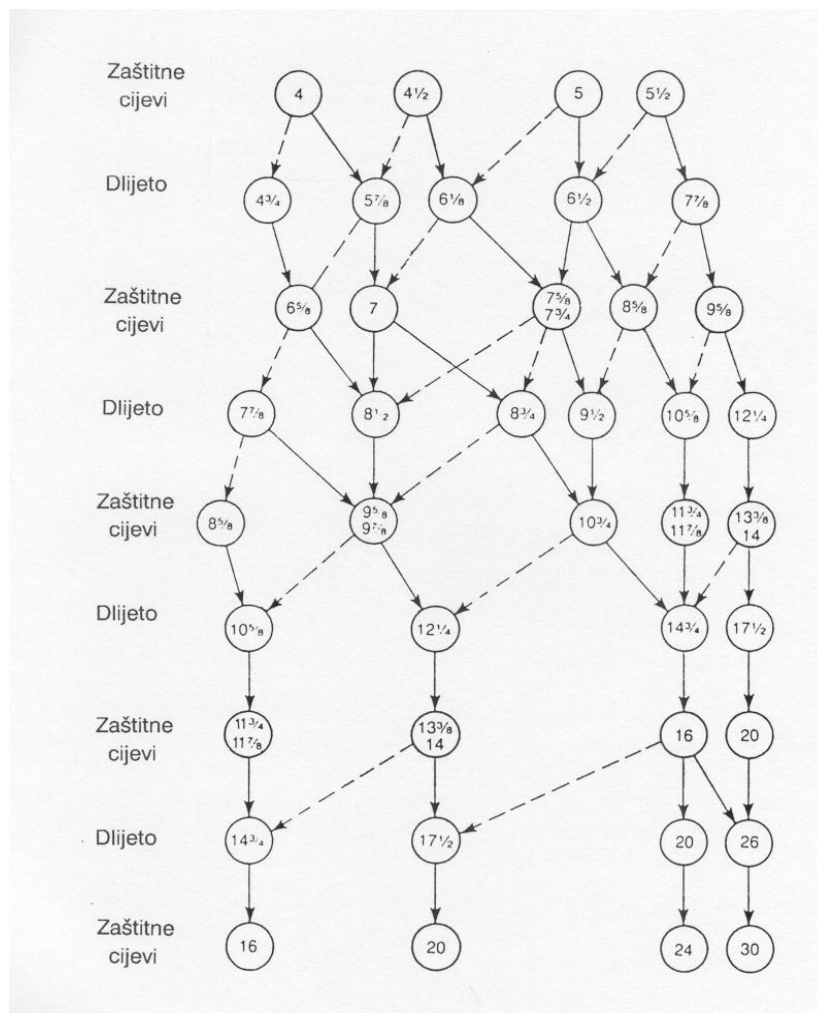 Zaštitne
cijevi
4 4½ 5 5½
Dlijeto
4¾ 5⅞ 6⅛ 6½ 7⅞
Zaštitne
cijevi
6⅝ 7 7⅝ 8⅝ 9⅝
7¾
Dlijeto
7⅞ 8½ 8¾ 9½ 10⅝ 12¼
Zaštitne
cijevi
8⅝ 9⅝ 10¾ 11¾ 13⅜
9⅞ 11⅞ 14
Dlijeto
10⅝ 12¼ 14¾ 17½
Zaštitne
cijevi
11¾ 13⅜ 16 20
11⅞ 14
Dlijeto
14¾ 17½ 20 26
Zaštitne
cijevi
16 20 24 30